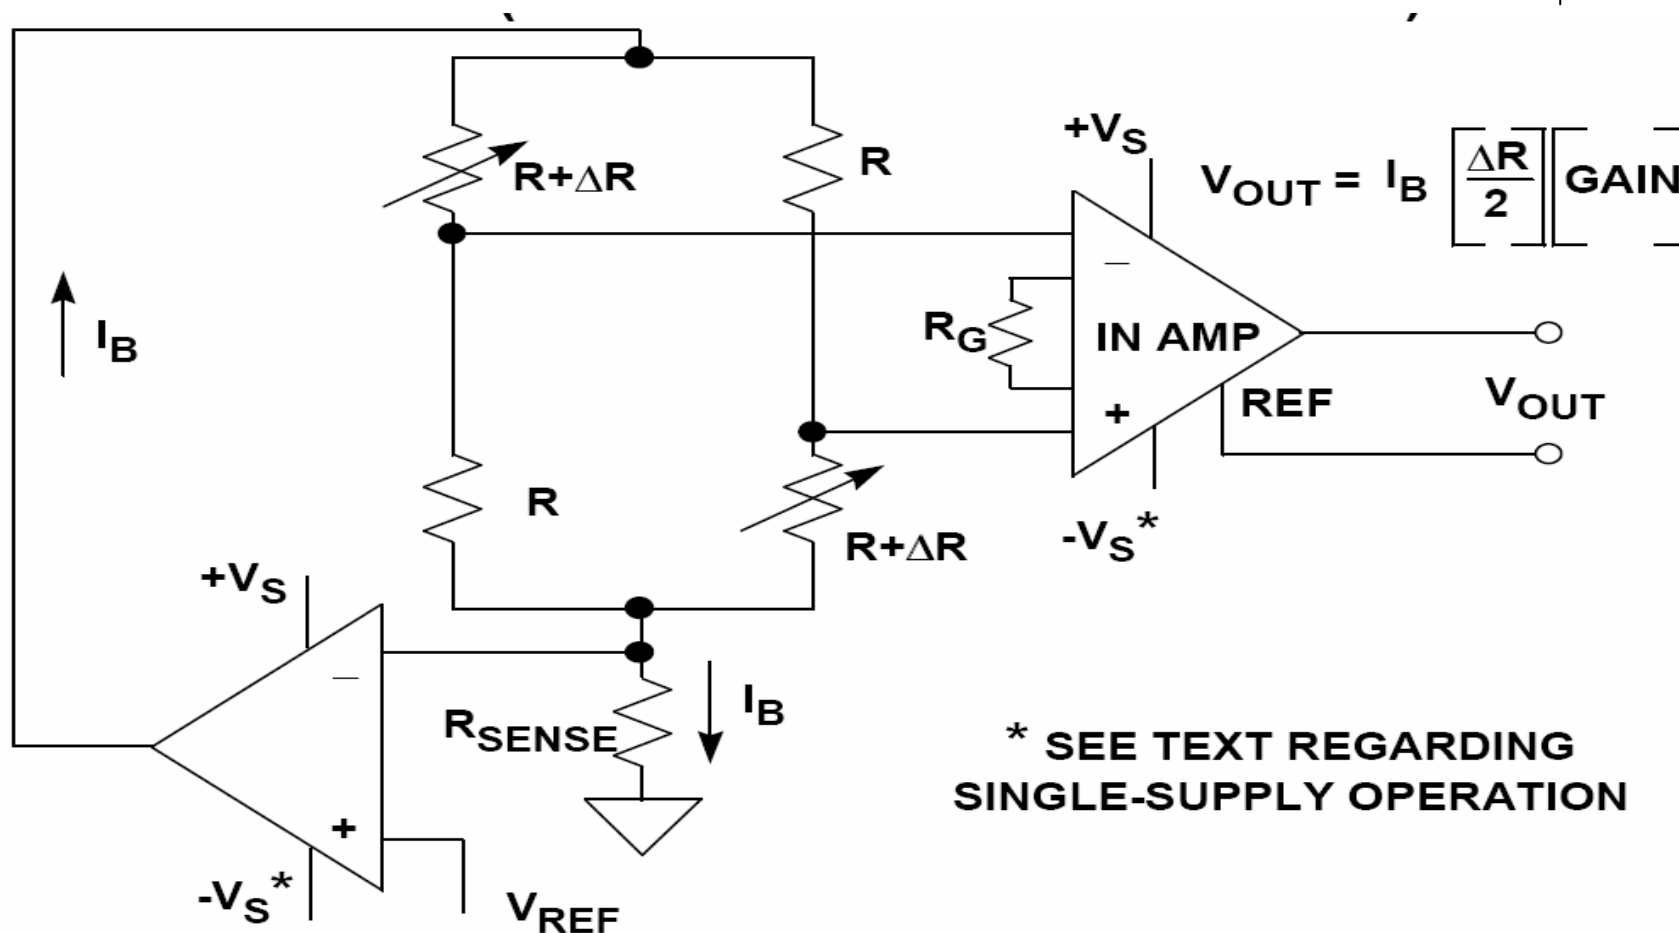 +VS
VOUT = IB [ΔR/2] [GAIN
R+ΔR
R
IB
RG
−
IN AMP
+
REF
VOUT
-VS*
R
R+ΔR
+VS
−
RSENSE
IB
+
-VS*
VREF
* SEE TEXT REGARDING
SINGLE-SUPPLY OPERATION